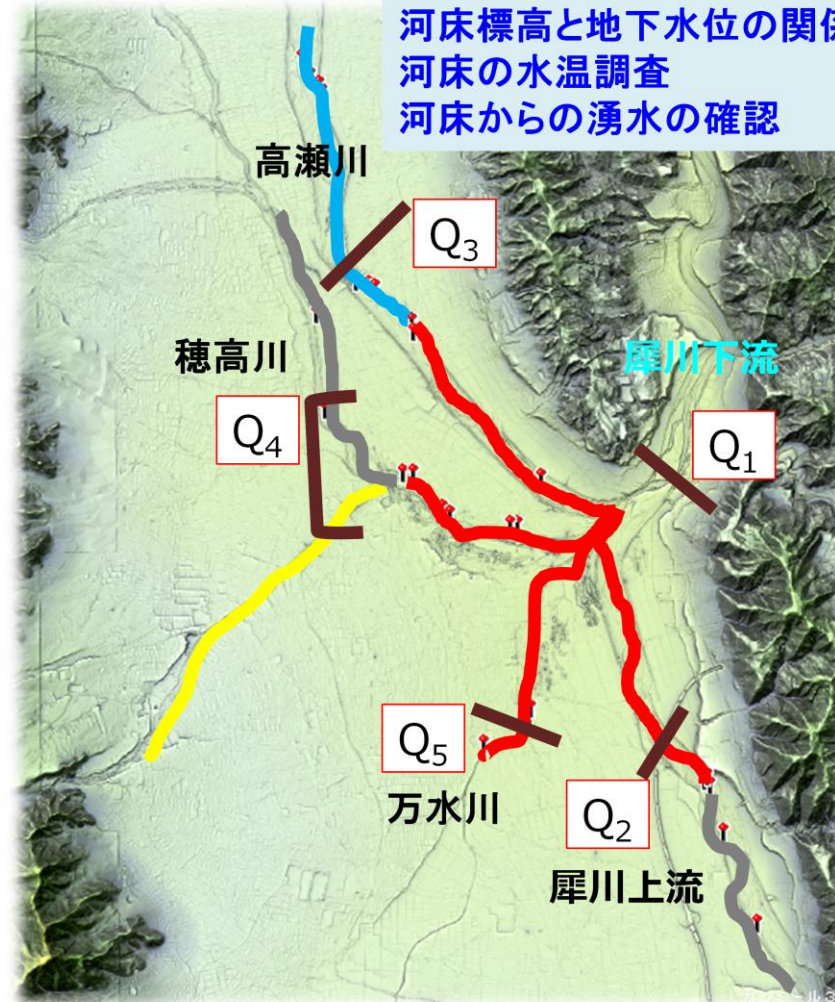 河床標高と地下水位の関係
河床の水温調査
河床からの湧水の確認
高瀬川
Q₃
穂高川
犀川下流
Q₄
Q₁
Q₅
万水川
Q₂
犀川上流